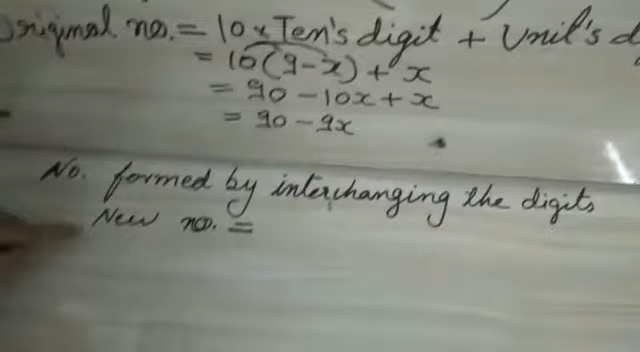 Original no. = 10 x Ten's digit + Unit's d
= 10(9-x) + x
= 90 - 10x + x
= 90 - 9x
No. formed by interchanging the digits
New no. =